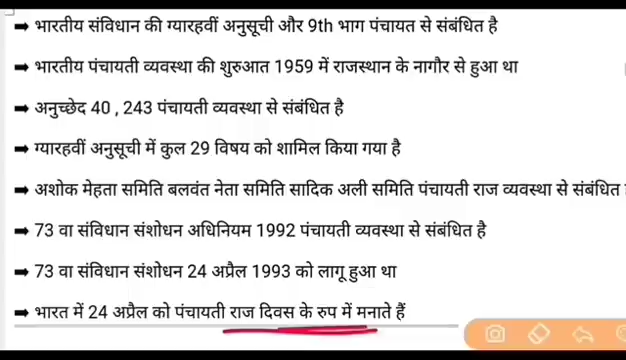 ➡ भारतीय संविधान की ग्यारहवीं अनुसूची और 9th भाग पंचायत से संबंधित है
➡ भारतीय पंचायती व्यवस्था की शुरुआत 1959 में राजस्थान के नागौर से हुआ था
➡ अनुच्छेद 40 , 243 पंचायती व्यवस्था से संबंधित है
➡ ग्यारहवीं अनुसूची में कुल 29 विषय को शामिल किया गया है
➡ अशोक मेहता समिति बलवंत नेता समिति सादिक अली समिति पंचायती राज व्यवस्था से संबंधित
➡ 73 वा संविधान संशोधन अधिनियम 1992 पंचायती व्यवस्था से संबंधित है
➡ 73 वा संविधान संशोधन 24 अप्रैल 1993 को लागू हुआ था
➡ भारत में 24 अप्रैल को पंचायती राज दिवस के रुप में मनाते हैं